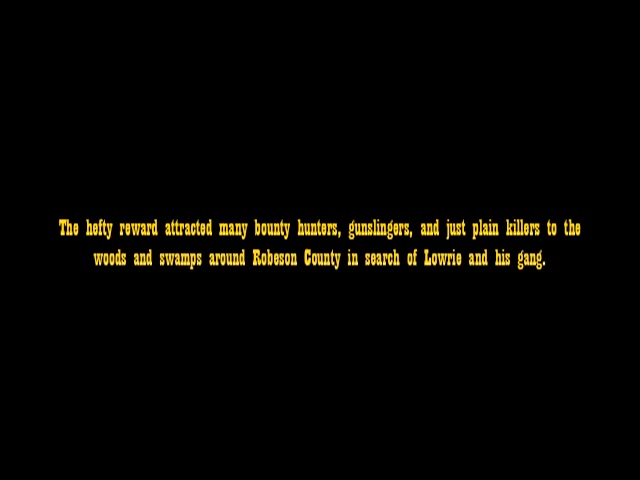 The hefty reward attracted many bounty hunters, gunslingers, and just plain killers to the
woods and swamps around Robeson County in search of Lowrie and his gang.